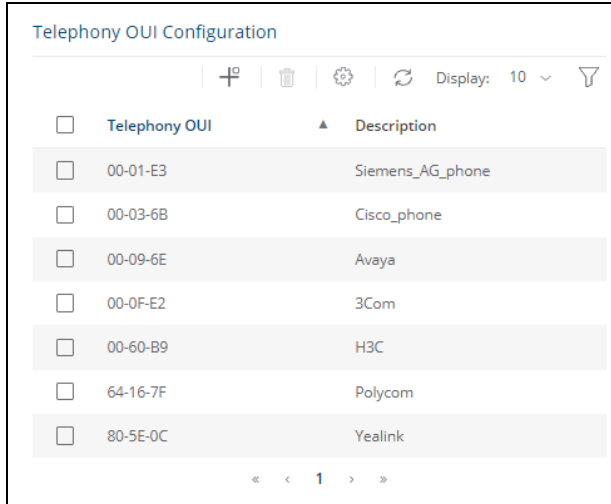 Telephony OUI Configuration
Display: 10
Telephony OUI Description
00-01-E3 Siemens_AG_phone
00-03-6B Cisco_phone
00-09-6E Avaya
00-0F-E2 3Com
00-60-B9 H3C
64-16-7F Polycom
80-5E-0C Yealink
« ‹ 1 › »